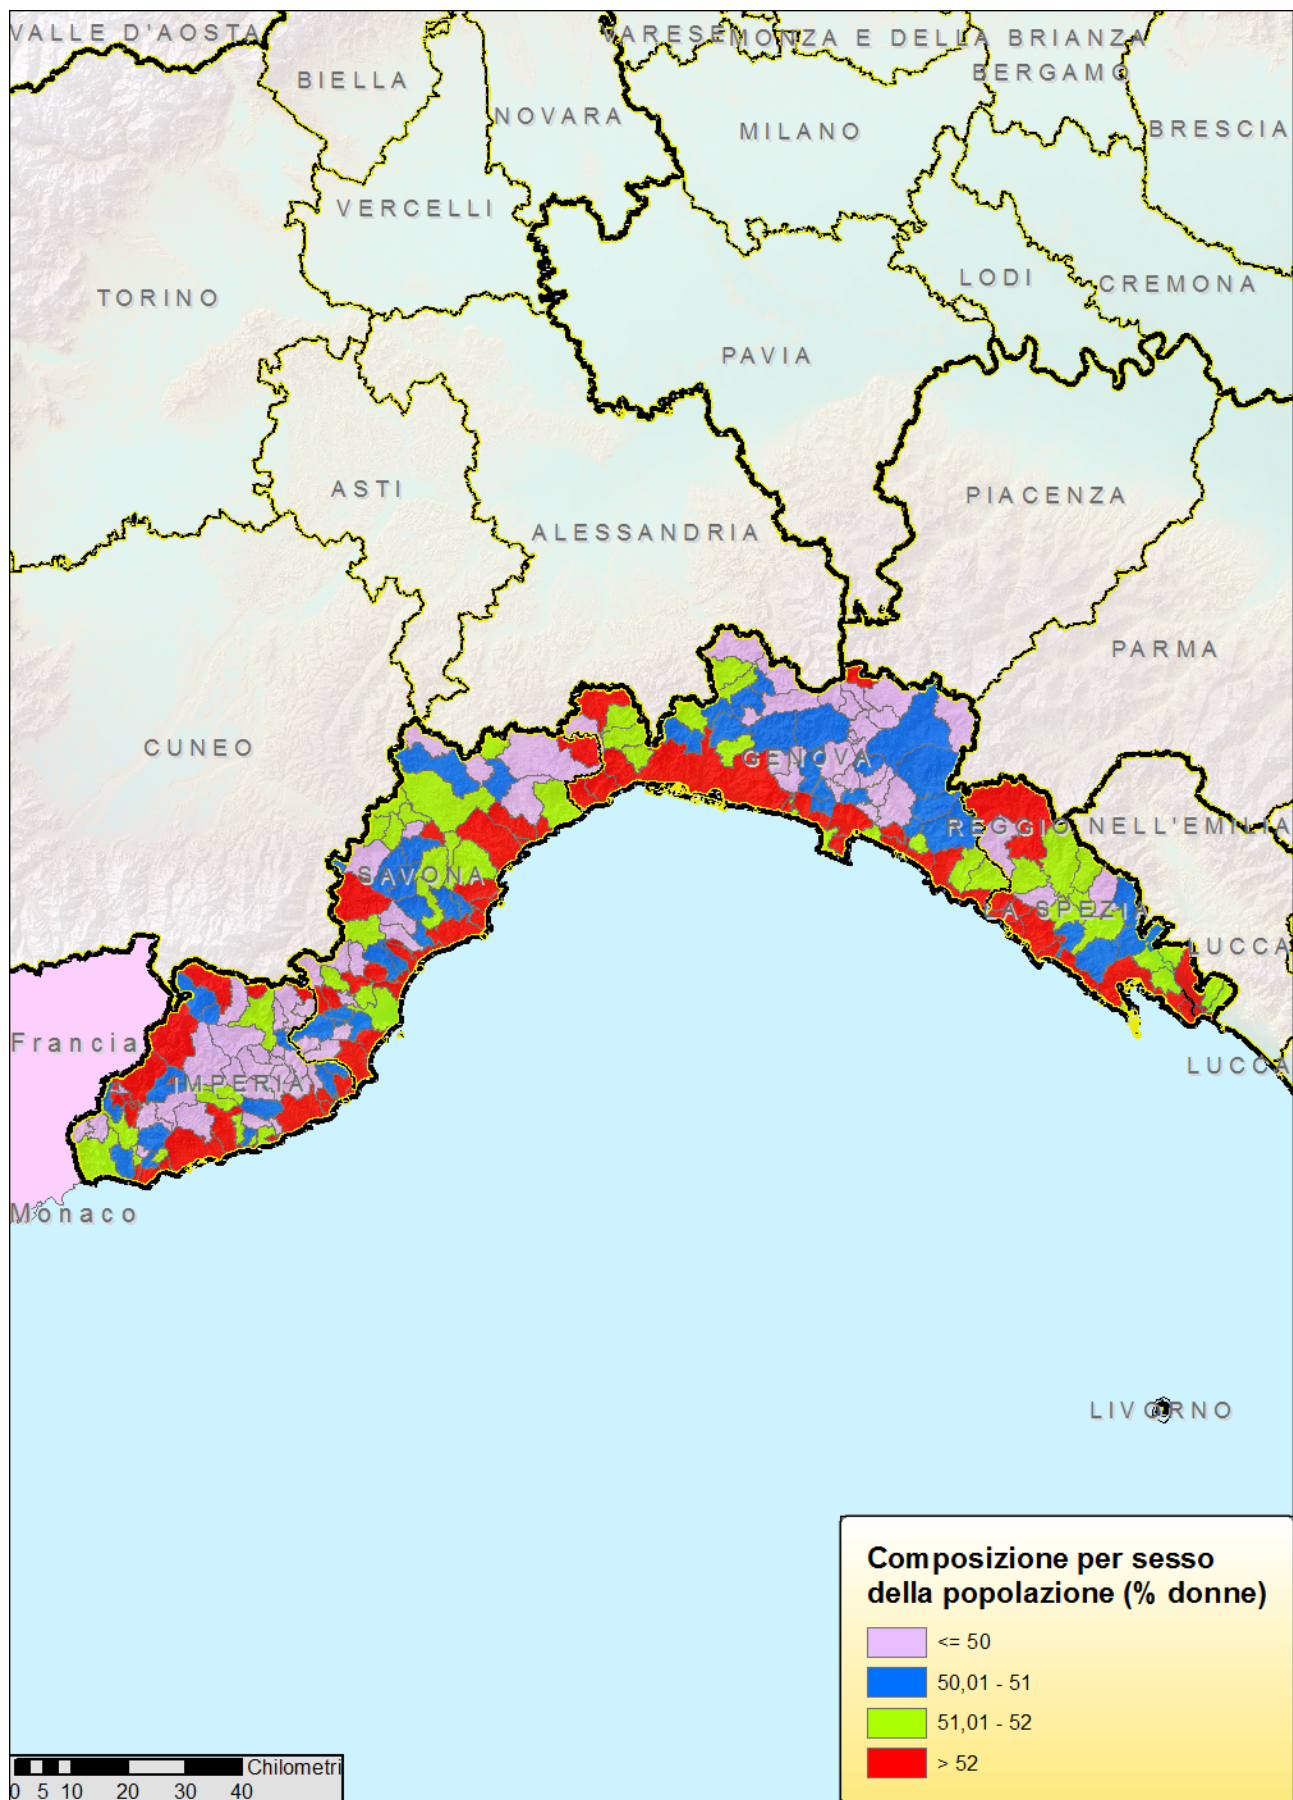 VALLE D'AOSTA
VARESE
MONZA E DELLA BRIANZA
BIELLA
BERGAMO
NOVARA
MILANO
BRESCIA
VERCELLI
TORINO
LODI
CREMONA
PAVIA
ASTI
PIACENZA
ALESSANDRIA
PARMA
CUNEO
GENOVA
REGGIO NELL'EMILIA
SAVONA
LA SPEZIA
LUCCA
Francia
LUCCA
IMPERIA
Monaco
LIVORNO
Composizione per sesso
della popolazione (% donne)
<= 50
50,01 - 51
51,01 - 52
> 52
Chilometri
0 5 10 20 30 40